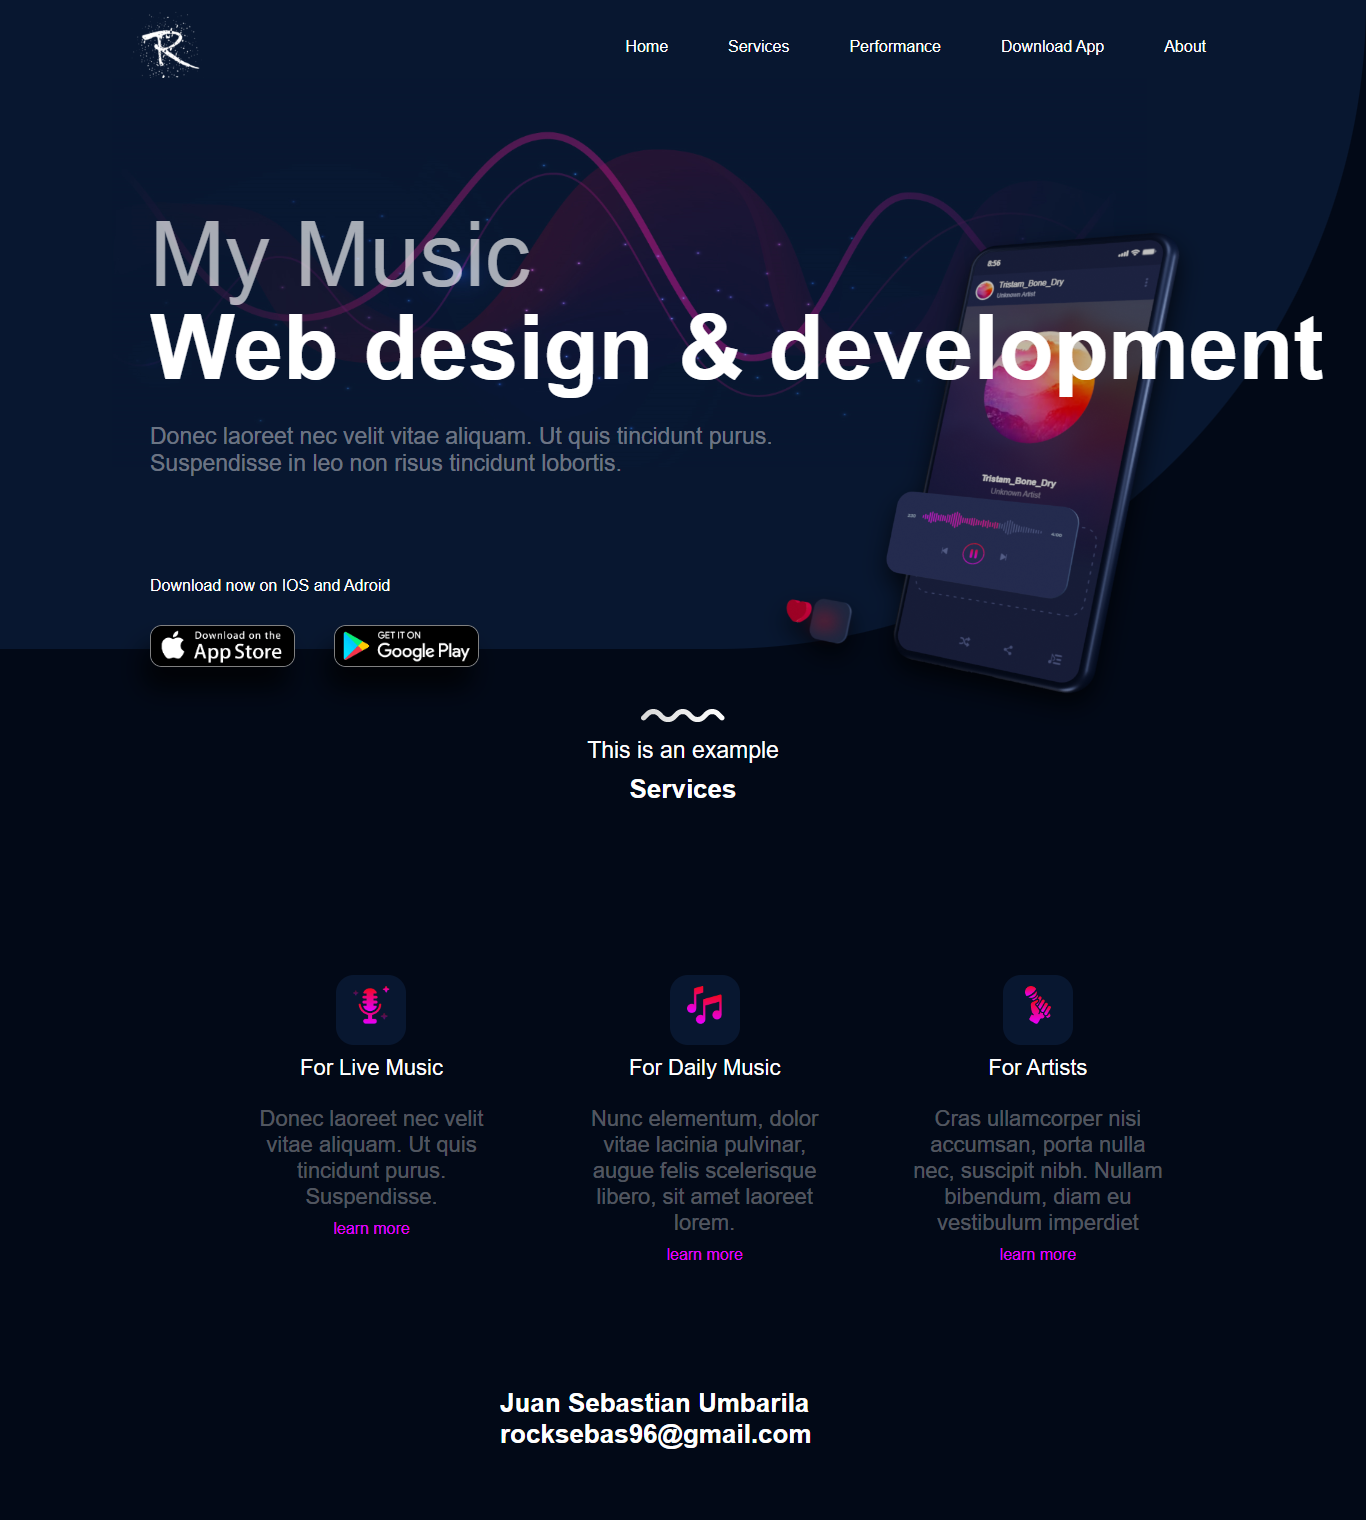 R
Home Services Performance Download App About
My Music
Web design & development
Donec laoreet nec velit vitae aliquam. Ut quis tincidunt purus.
Suspendisse in leo non risus tincidunt lobortis.
8:56
Tristam_Bone_Dry
Unknown Artist
Tristam_Bone_Dry
Unknown Artist
Download now on IOS and Adroid
Download on the
App Store
GET IT ON
Google Play
This is an example
Services
For Live Music
Donec laoreet nec velit
vitae aliquam. Ut quis
tincidunt purus.
Suspendisse.
learn more
For Daily Music
Nunc elementum, dolor
vitae lacinia pulvinar,
augue felis scelerisque
libero, sit amet laoreet
lorem.
learn more
For Artists
Cras ullamcorper nisi
accumsan, porta nulla
nec, suscipit nibh. Nullam
bibendum, diam eu
vestibulum imperdiet
learn more
Juan Sebastian Umbarila
rocksebas96@gmail.com